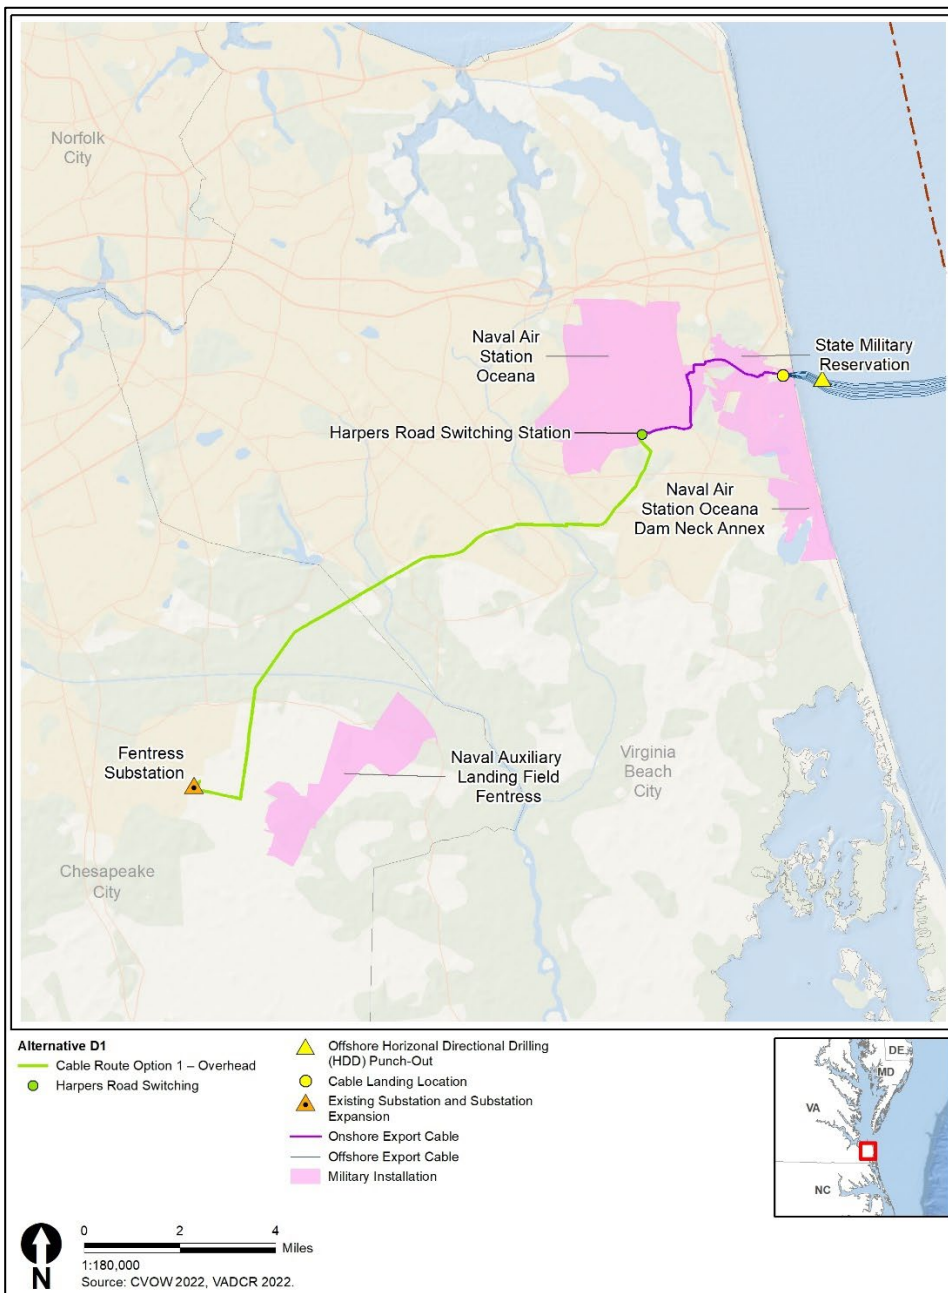 Norfolk
City
Naval Air
Station
Oceana
State Military
Reservation
Harpers Road Switching Station
Naval Air
Station Oceana
Dam Neck Annex
Fentress
Substation
Naval Auxiliary
Landing Field
Fentress
Virginia
Beach
City
Chesapeake
City
Alternative D1
Cable Route Option 1 – Overhead
Harpers Road Switching
Offshore Horizonal Directional Drilling
(HDD) Punch-Out
Cable Landing Location
Existing Substation and Substation
Expansion
Onshore Export Cable
Offshore Export Cable
Military Installation
DE
MD
VA
NC
N
0 2 4
Miles
1:180,000
Source: CVOW 2022, VADCR 2022.